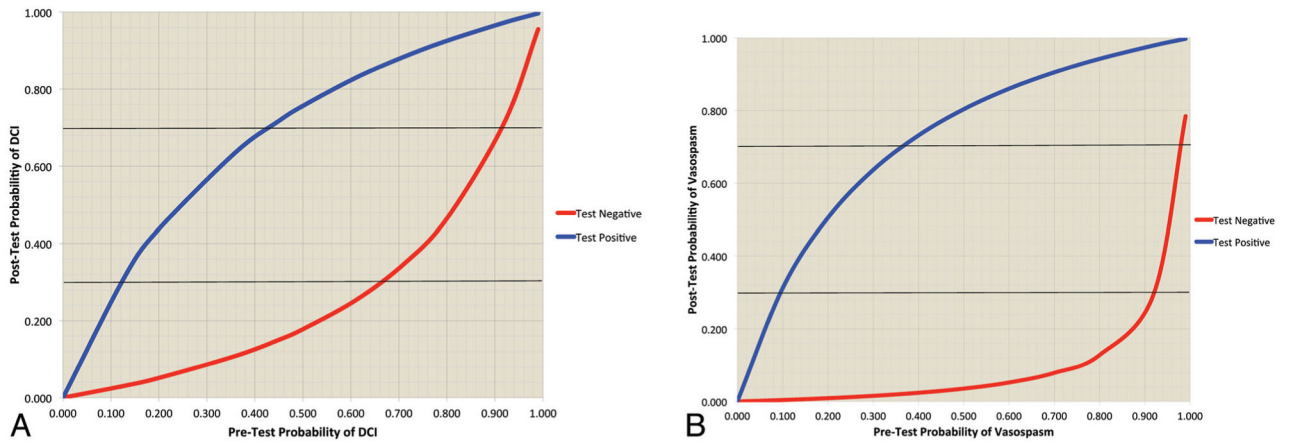 1.000
0.800
0.600
0.400
0.200
0.000
Post-Test Probability of DCI
0.000 0.100 0.200 0.300 0.400 0.500 0.600 0.700 0.800 0.900 1.000
Pre-Test Probability of DCI
Test Negative
Test Positive
A
1.000
0.800
0.600
0.400
0.200
0.000
Post-Test Probability of Vasospasm
0.000 0.100 0.200 0.300 0.400 0.500 0.600 0.700 0.800 0.900 1.000
Pre-Test Probability of Vasospasm
Test Negative
Test Positive
B